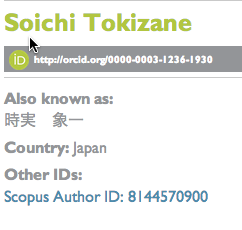 Soichi Tokizane
iD http://orcid.org/0000-0003-1236-1930
Also known as:
時実　象一
Country: Japan
Other IDs:
Scopus Author ID: 8144570900